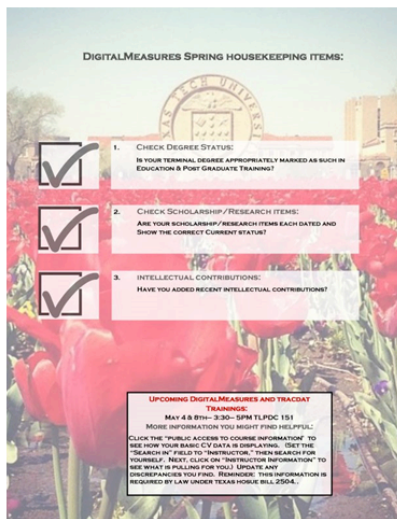 DigitalMeasures Spring housekeeping items:
TEXAS TECH UNIVERSITY
1. Check Degree Status:
Is your terminal degree appropriately marked as such in
Education & Post Graduate Training?
2. Check Scholarship/Research items:
Are your scholarship/research items each dated and
Show the correct Current status?
3. intellectual contributions:
Have you added recent intellectual contributions?
Upcoming DigitalMeasures and tracdat
Trainings:
May 4 & 8th– 3:30– 5PM TLPDC 151
More information you might find helpful:
Click the "public access to course information" to
see how your basic CV data is displaying. (Set the
"Search in" field to "Instructor," then search for
yourself. Next, click on "Instructor Information" to
see what is pulling for you.) Update any
discrepancies you find. Reminder: this information is
required by law under texas hosue bill 2504..